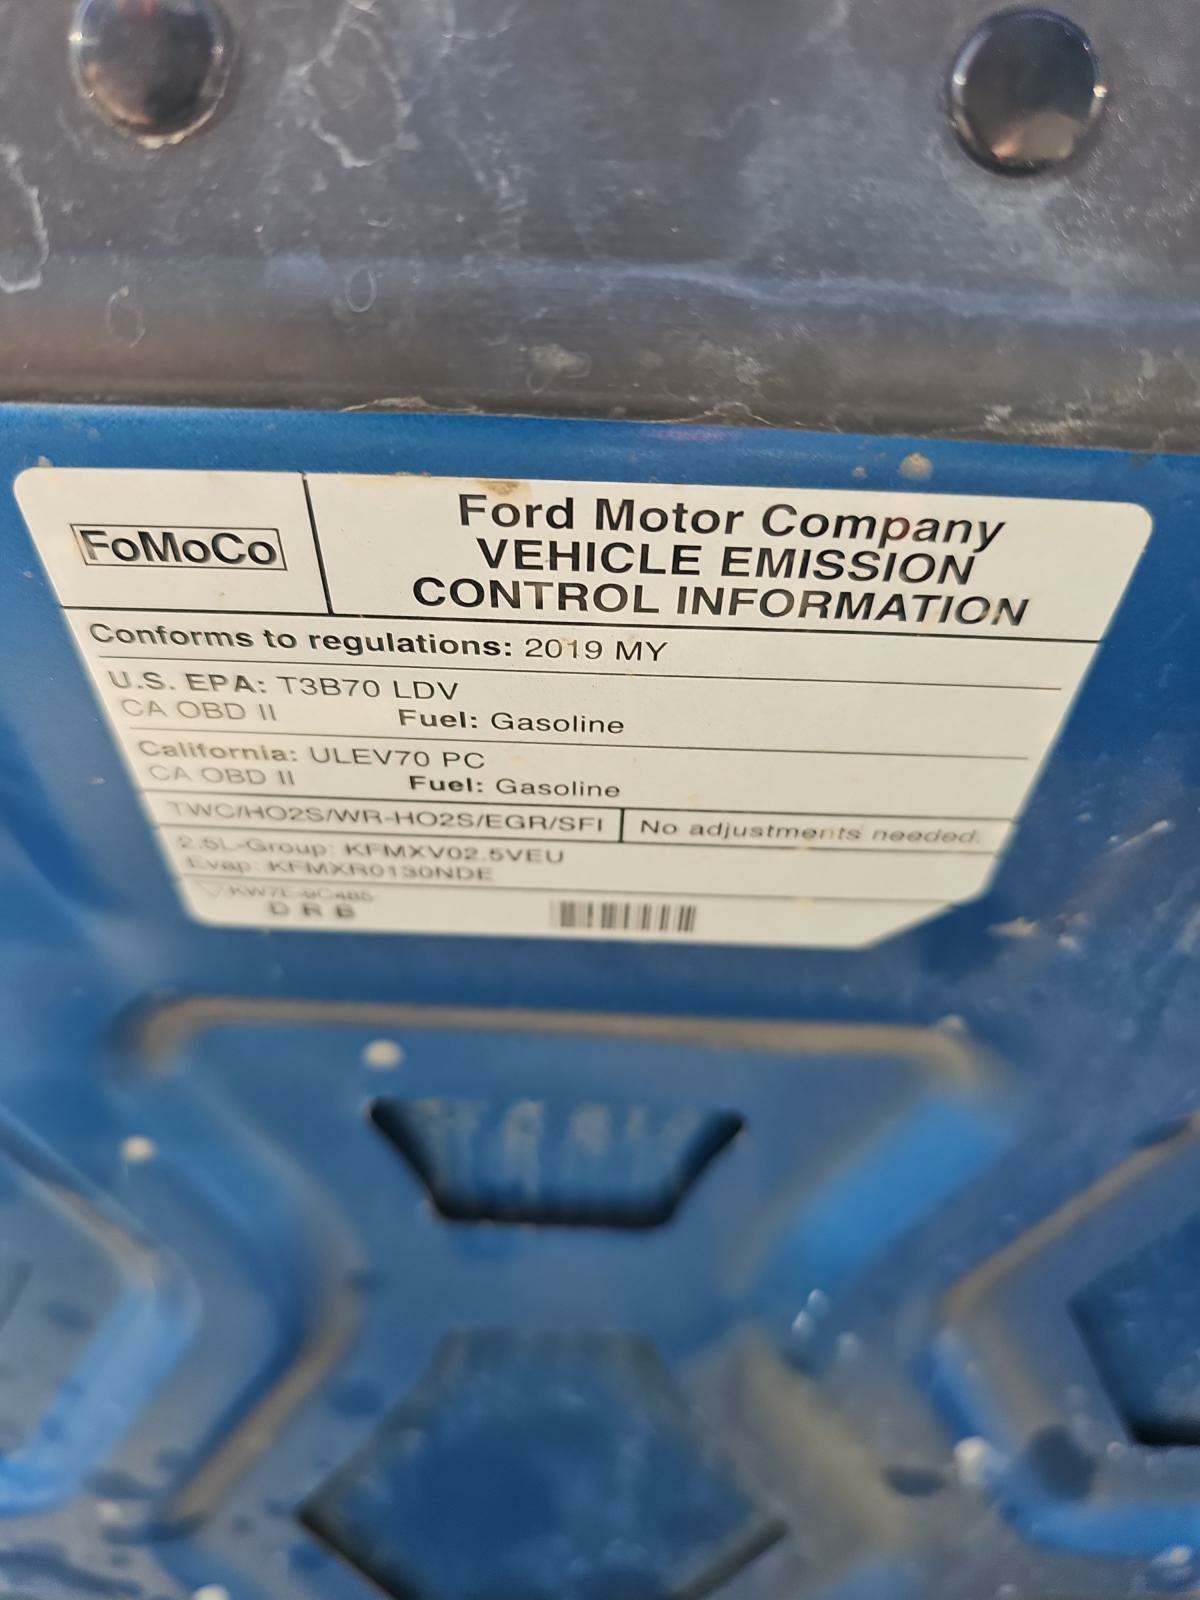 FoMoCo
Ford Motor Company
VEHICLE EMISSION
CONTROL INFORMATION
Conforms to regulations: 2019 MY
U.S. EPA: T3B70 LDV
CA OBD II Fuel: Gasoline
California: ULEV70 PC
CA OBD II Fuel: Gasoline
TWC/HO2S/WR-HO2S/EGR/SFI No adjustments needed.
2.5L-Group: KFMXV02.5VEU
Evap: KFMXR0130NDE
KW7E-9C485-
D R B